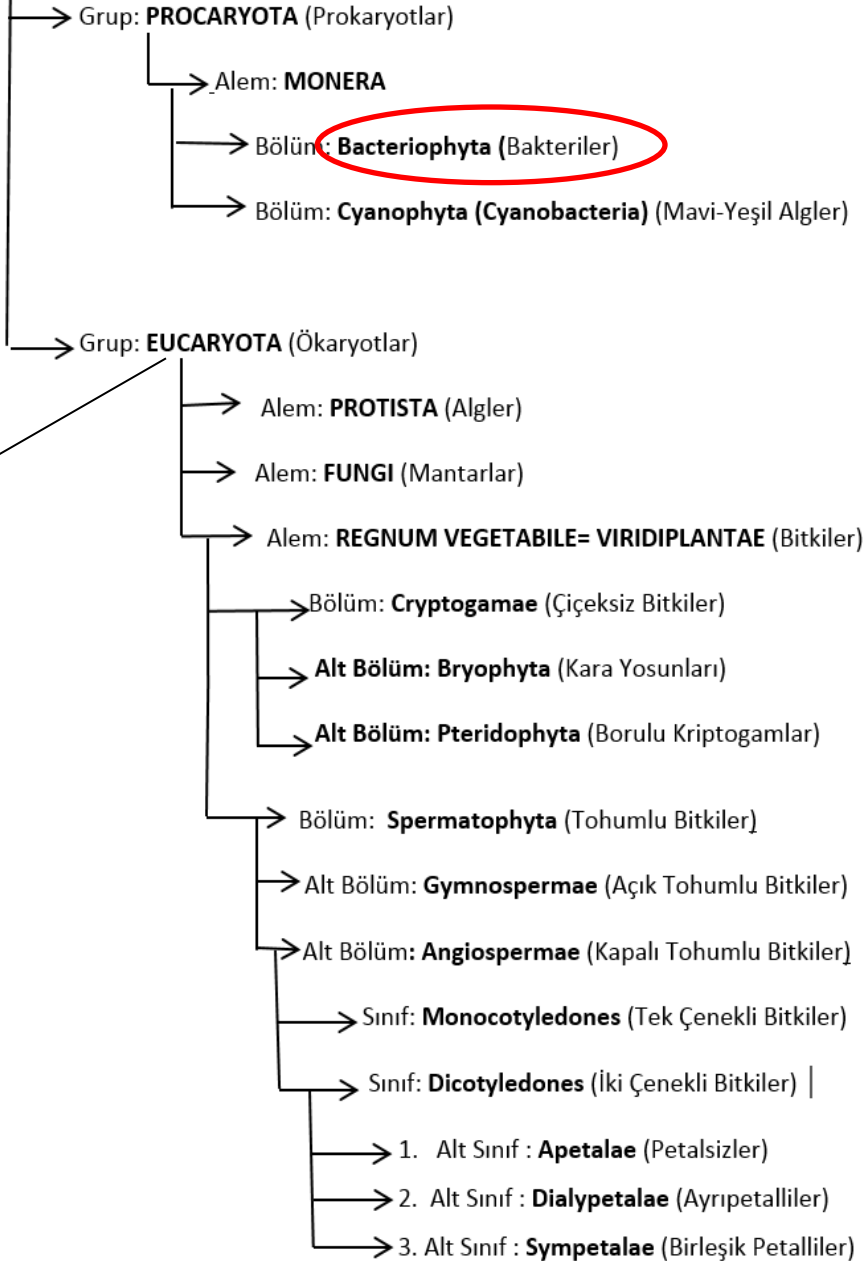 Grup: PROCARYOTA (Prokaryotlar)
Alem: MONERA
Bölüm: Bacteriophyta (Bakteriler)
Bölüm: Cyanophyta (Cyanobacteria) (Mavi-Yeşil Algler)
Grup: EUCARYOTA (Ökaryotlar)
Alem: PROTISTA (Algler)
Alem: FUNGI (Mantarlar)
Alem: REGNUM VEGETABILE= VIRIDIPLANTAE (Bitkiler)
Bölüm: Cryptogamae (Çiçeksiz Bitkiler)
Alt Bölüm: Bryophyta (Kara Yosunları)
Alt Bölüm: Pteridophyta (Borulu Kriptogamlar)
Bölüm: Spermatophyta (Tohumlu Bitkiler)
Alt Bölüm: Gymnospermae (Açık Tohumlu Bitkiler)
Alt Bölüm: Angiospermae (Kapalı Tohumlu Bitkiler)
Sınıf: Monocotyledones (Tek Çenekli Bitkiler)
Sınıf: Dicotyledones (İki Çenekli Bitkiler)
1. Alt Sınıf : Apetalae (Petalsizler)
2. Alt Sınıf : Dialypetalae (Ayrıpetalliler)
3. Alt Sınıf : Sympetalae (Birleşik Petalliler)